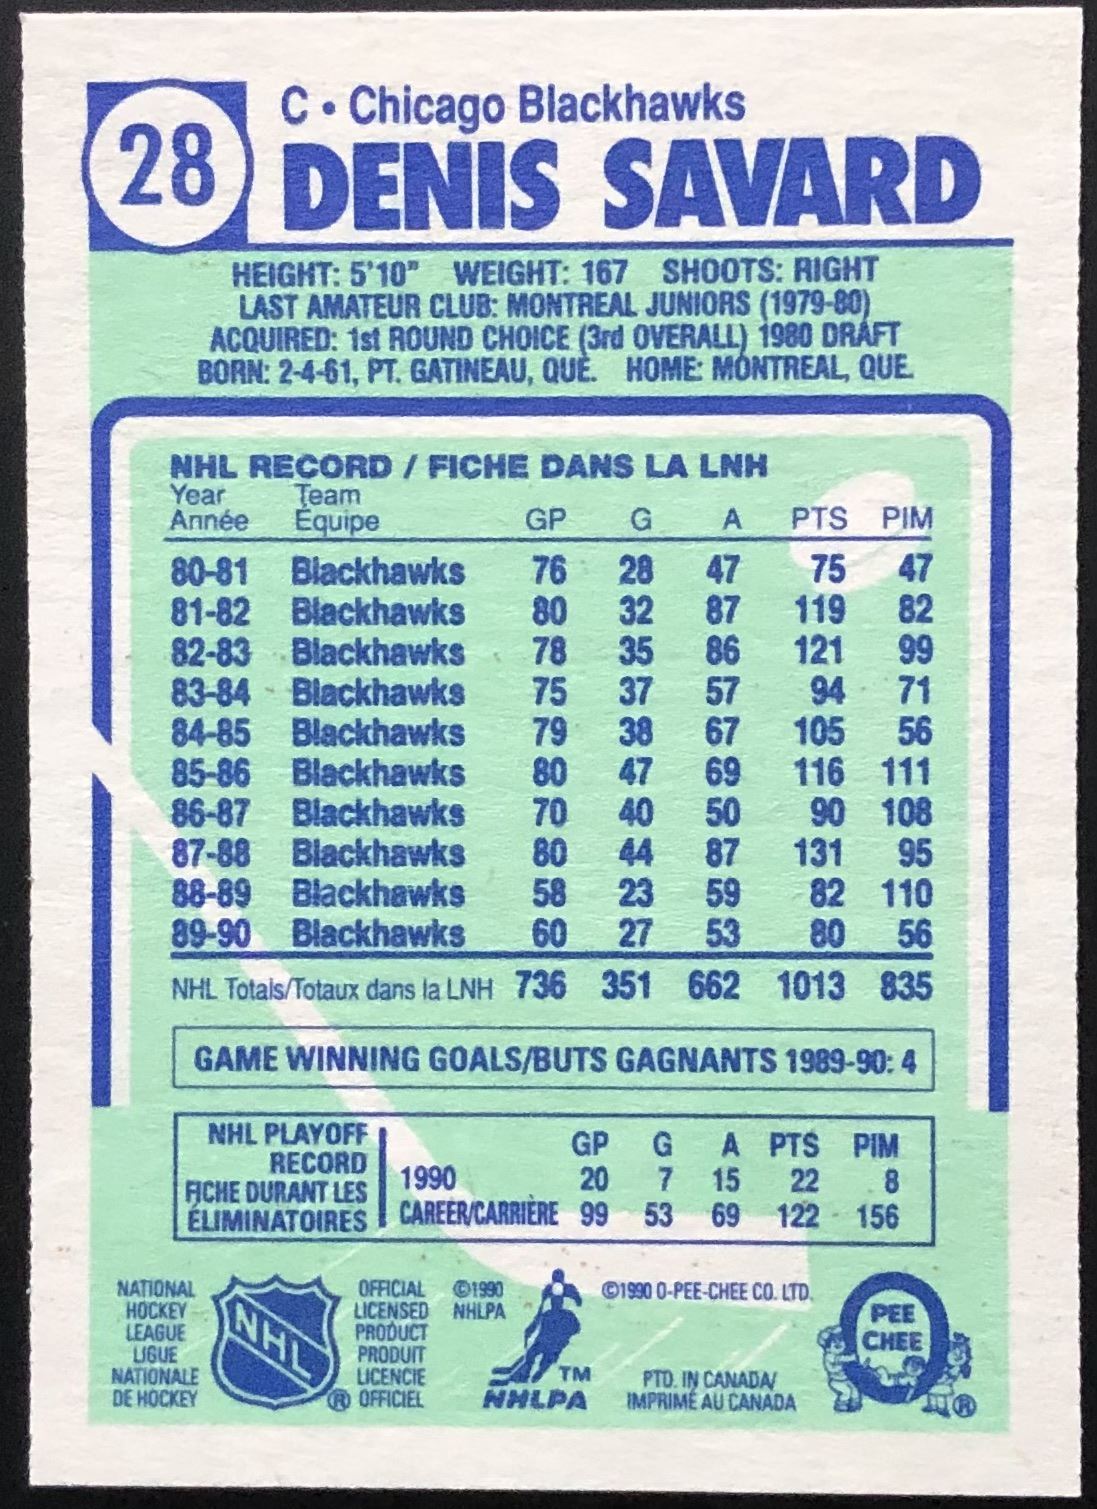 28
C • Chicago Blackhawks
DENIS SAVARD
HEIGHT: 5'10" WEIGHT: 167 SHOOTS: RIGHT
LAST AMATEUR CLUB: MONTREAL JUNIORS (1979-80)
ACQUIRED: 1st ROUND CHOICE (3rd OVERALL) 1980 DRAFT
BORN: 2-4-61, PT. GATINEAU, QUE. HOME: MONTREAL, QUE.
NHL RECORD / FICHE DANS LA LNH
Year Team
Année Équipe GP G A PTS PIM
80-81 Blackhawks 76 28 47 75 47
81-82 Blackhawks 80 32 87 119 82
82-83 Blackhawks 78 35 86 121 99
83-84 Blackhawks 75 37 57 94 71
84-85 Blackhawks 79 38 67 105 56
85-86 Blackhawks 80 47 69 116 111
86-87 Blackhawks 70 40 50 90 108
87-88 Blackhawks 80 44 87 131 95
88-89 Blackhawks 58 23 59 82 110
89-90 Blackhawks 60 27 53 80 56
NHL Totals/Totaux dans la LNH 736 351 662 1013 835
GAME WINNING GOALS/BUTS GAGNANTS 1989-90: 4
NHL PLAYOFF
RECORD
FICHE DURANT LES
ÉLIMINATOIRES
GP G A PTS PIM
1990 20 7 15 22 8
CAREER/CARRIÈRE 99 53 69 122 156
NATIONAL
HOCKEY
LEAGUE
LIGUE
NATIONALE
DE HOCKEY
NHL
®
OFFICIAL
LICENSED
PRODUCT
PRODUIT
LICENCIE
OFFICIEL
©1990
NHLPA
TM
NHLPA
©1990 O-PEE-CHEE CO. LTD.
PTD. IN CANADA/
IMPRIMÉ AU CANADA
O
PEE
CHEE
®